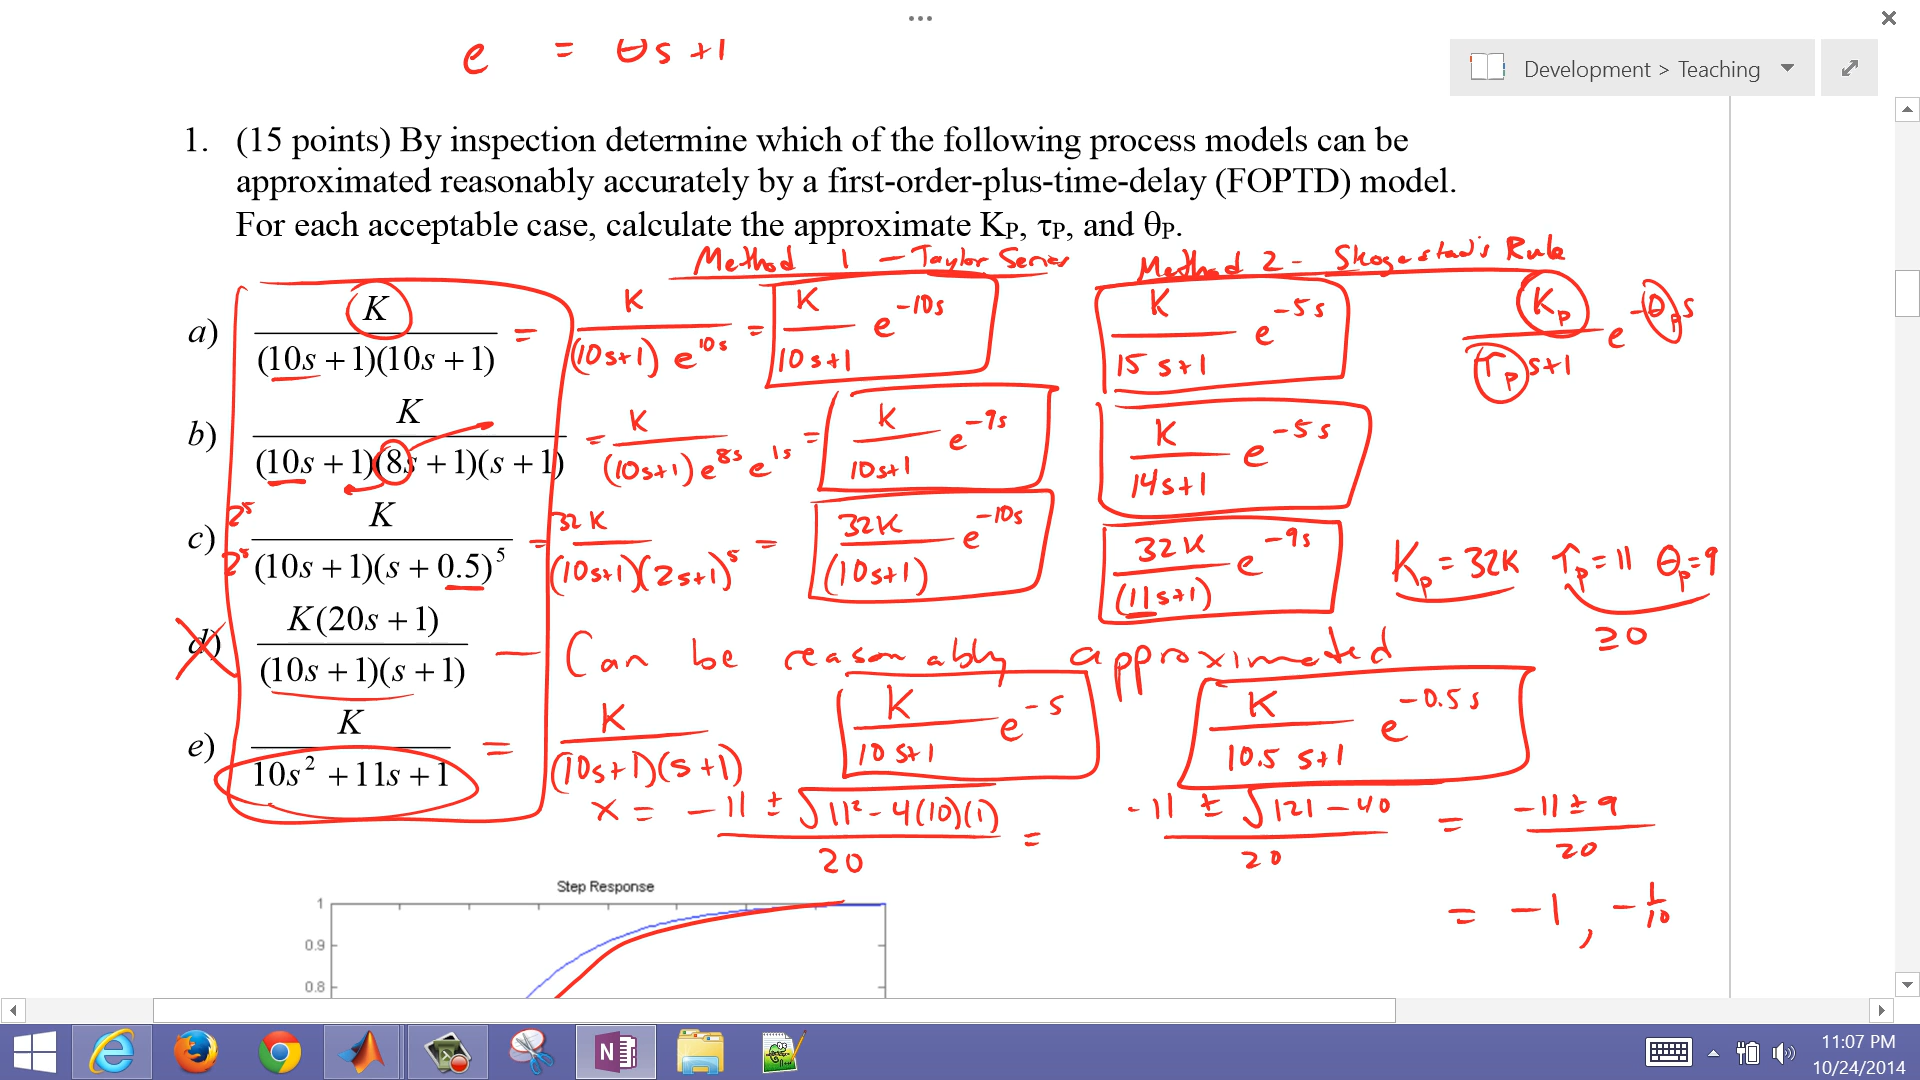 e = θs +1
Development > Teaching
1. (15 points) By inspection determine which of the following process models can be
approximated reasonably accurately by a first-order-plus-time-delay (FOPTD) model.
For each acceptable case, calculate the approximate KP, τP, and θP.
Method 1 - Taylor Series
Method 2 - Skogestad's Rule
a) K / (10s + 1)(10s + 1) = K / (10s+1) e^10s = K / 10s+1 e^-10s
K / 15 s+1 e^-5s
Kp / τp s+1 e^-θps
b) K / (10s + 1)(8s + 1)(s + 1) = K / (10s+1) e^8s e^1s = K / 10s+1 e^-9s
K / 14s+1 e^-5s
c) 2^5 K / 2^5 (10s + 1)(s + 0.5)^5 = 32K / (10s+1)(2s+1)^5 = 32K / (10s+1) e^-10s
32K / (11s+1) e^-9s
Kp = 32K τp = 11 θp = 9
20
d) K(20s + 1) / (10s + 1)(s + 1) — Can be reasonably approximated
e) K / 10s² + 11s + 1 = K / (10s+1)(s+1)
K / 10s+1 e^-s
K / 10.5 s+1 e^-0.5s
x = -11 ± √11² - 4(10)(1) / 20 = -11 ± √121 - 40 / 20 = -11 ± 9 / 20
= -1, -1/10
Step Response
1
0.9
0.8
N
11:07 PM
10/24/2014